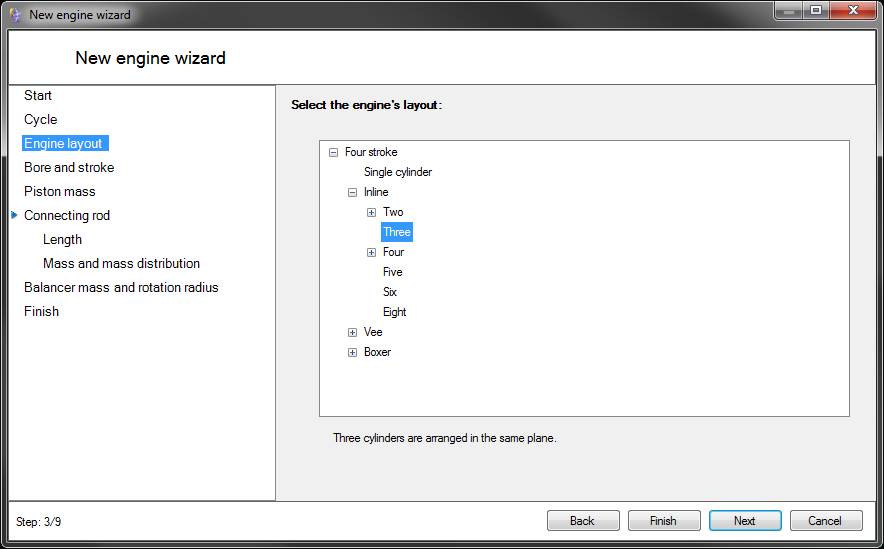 New engine wizard
New engine wizard
Start
Cycle
Engine layout
Bore and stroke
Piston mass
Connecting rod
Length
Mass and mass distribution
Balancer mass and rotation radius
Finish
Select the engine's layout:
Four stroke
Single cylinder
Inline
Two
Three
Four
Five
Six
Eight
Vee
Boxer
Three cylinders are arranged in the same plane.
Step: 3/9
Back
Finish
Next
Cancel